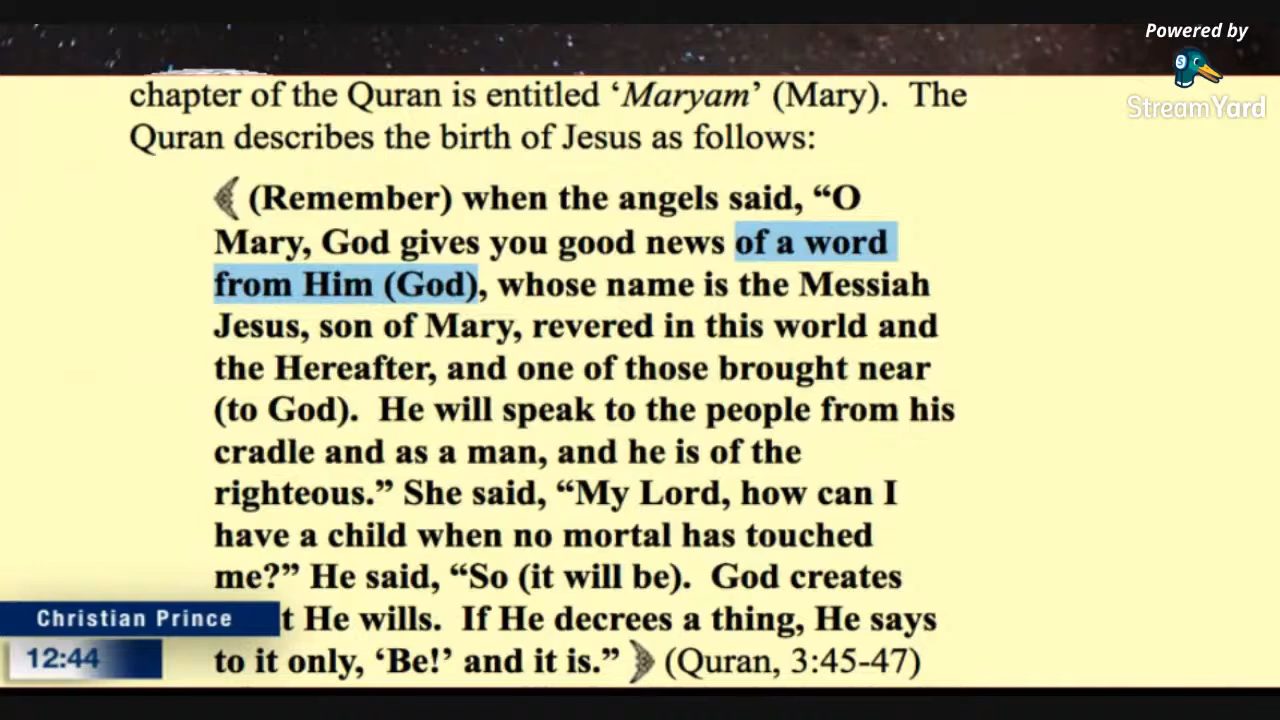 Powered by
StreamYard
chapter of the Quran is entitled ‘Maryam’ (Mary).  The
Quran describes the birth of Jesus as follows:
(Remember) when the angels said, “O
Mary, God gives you good news of a word
from Him (God), whose name is the Messiah
Jesus, son of Mary, revered in this world and
the Hereafter, and one of those brought near
(to God).  He will speak to the people from his
cradle and as a man, and he is of the
righteous.” She said, “My Lord, how can I
have a child when no mortal has touched
me?” He said, “So (it will be).  God creates
t He wills.  If He decrees a thing, He says
to it only, ‘Be!’ and it is.” (Quran, 3:45-47)
Christian Prince
12:44